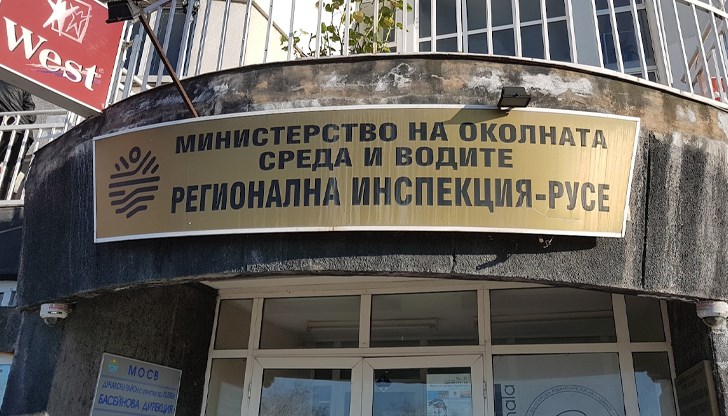 West
МИНИСТЕРСТВО НА ОКОЛНАТА
СРЕДА И ВОДИТЕ
РЕГИОНАЛНА ИНСПЕКЦИЯ-РУСЕ
МОСВ
БАСЕЙНОВА ДИРЕКЦИЯ